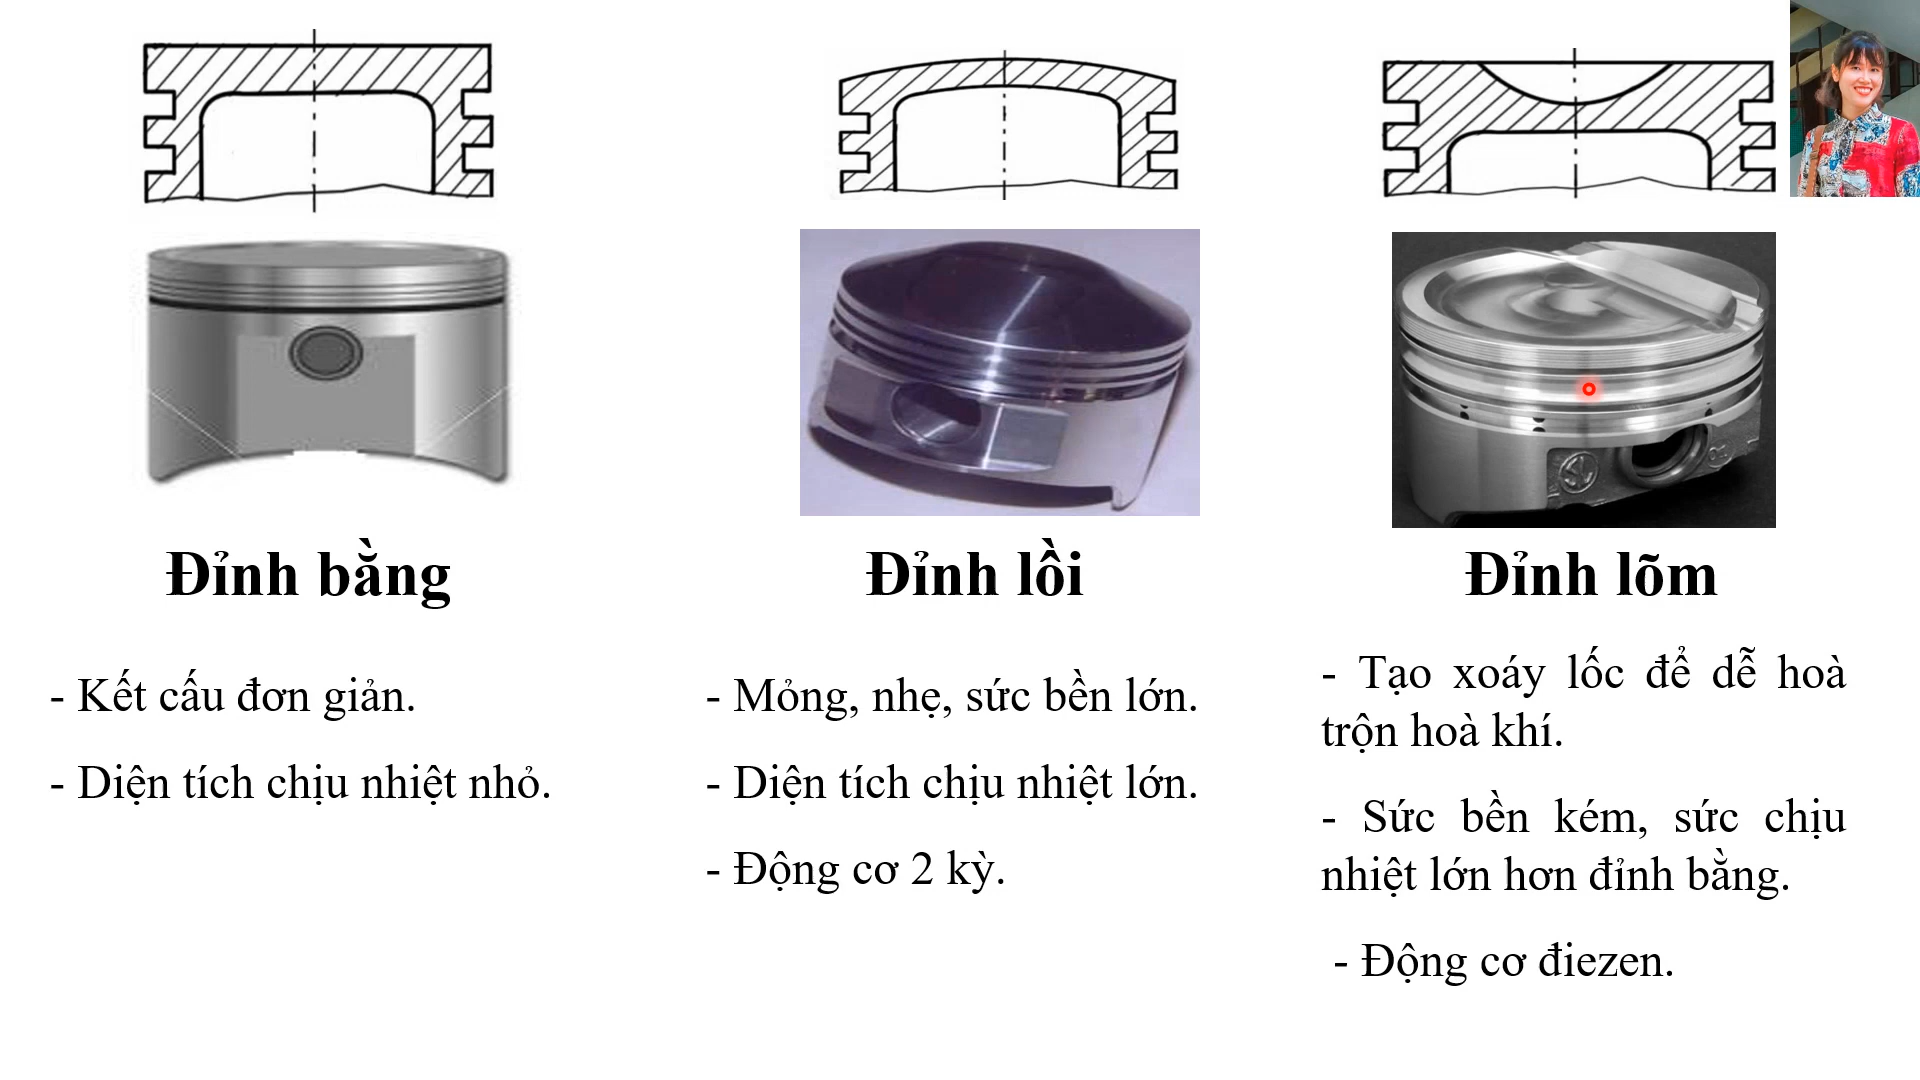 Đỉnh bằng
- Kết cấu đơn giản.
- Diện tích chịu nhiệt nhỏ.
Đỉnh lồi
- Mỏng, nhẹ, sức bền lớn.
- Diện tích chịu nhiệt lớn.
- Động cơ 2 kỳ.
SL
Đỉnh lõm
- Tạo xoáy lốc để dễ hoà
trộn hoà khí.
- Sức bền kém, sức chịu
nhiệt lớn hơn đỉnh bằng.
- Động cơ điezen.